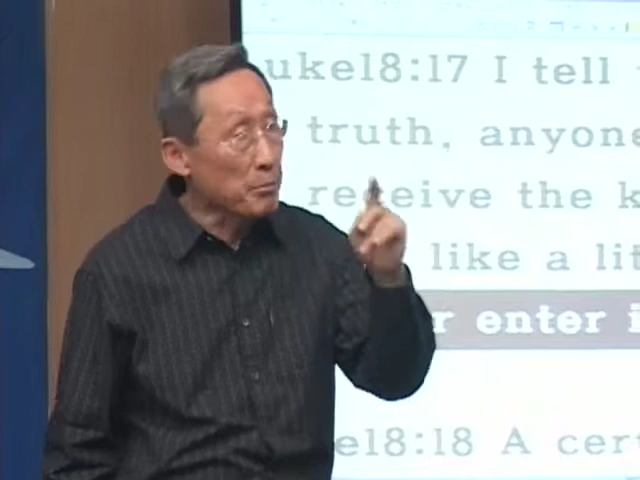 uke18:17 I tell
truth, anyone
receive the k
like a lit
r enter i
e18:18 A cert